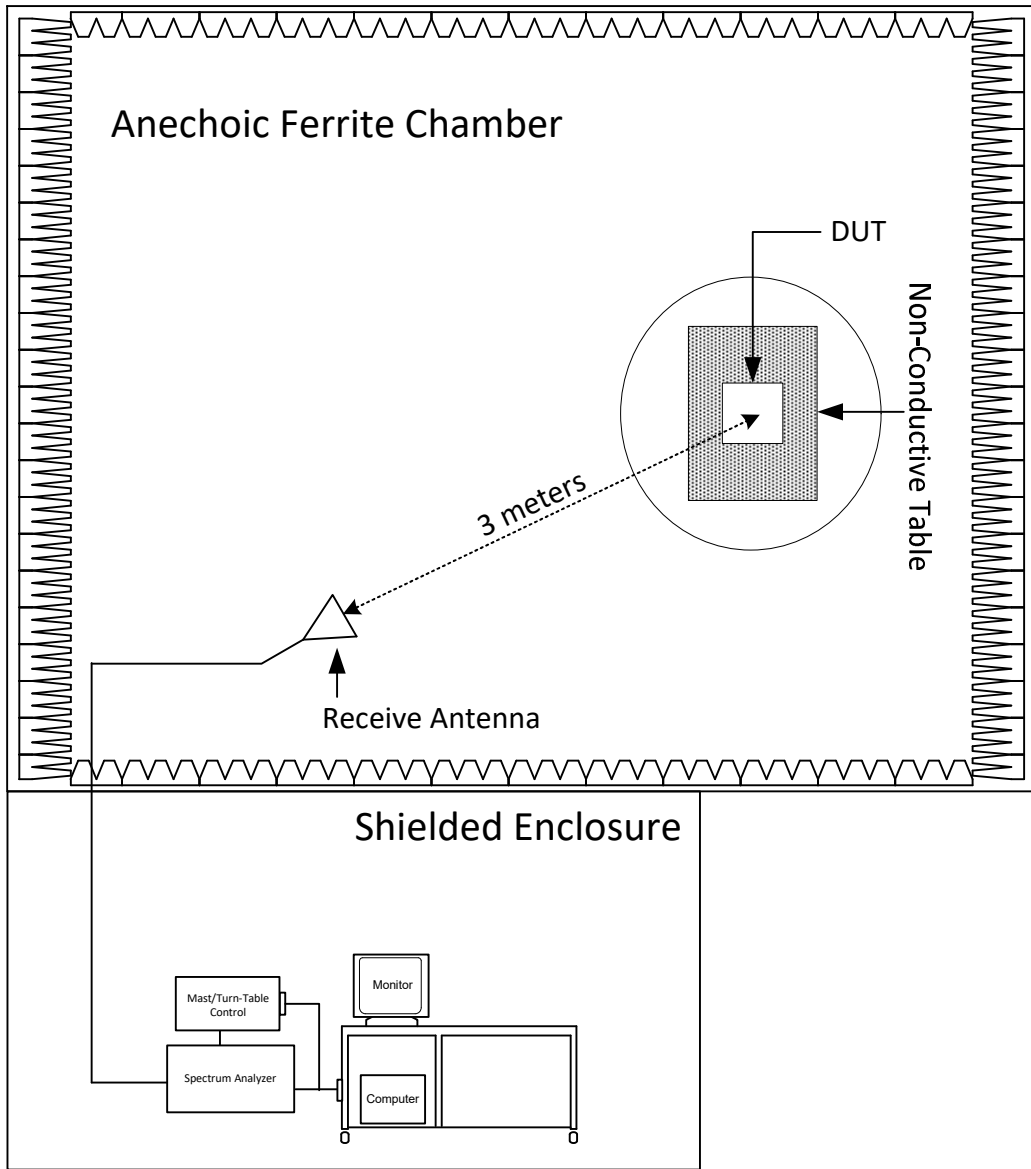 Anechoic Ferrite Chamber
DUT
Non-Conductive Table
3 meters
Receive Antenna
Shielded Enclosure
Monitor
Mast/Turn-Table
Control
Spectrum Analyzer
Computer